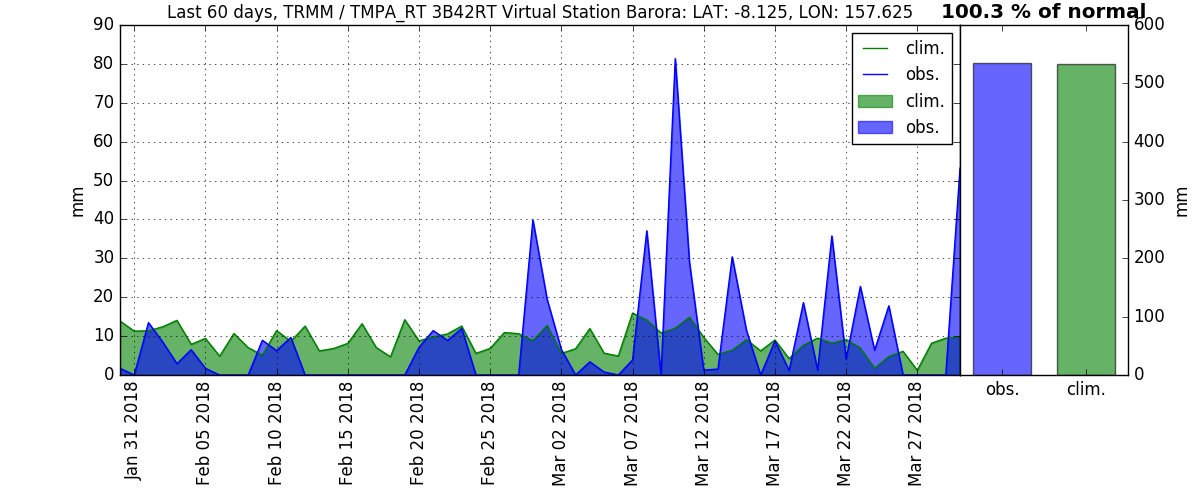 Last 60 days, TRMM / TMPA_RT 3B42RT Virtual Station Barora: LAT: -8.125, LON: 157.625
100.3 % of normal
90
80
70
60
50
40
30
20
10
0
mm
clim.
obs.
clim.
obs.
600
500
400
300
200
100
0
mm
Jan 31 2018
Feb 05 2018
Feb 10 2018
Feb 15 2018
Feb 20 2018
Feb 25 2018
Mar 02 2018
Mar 07 2018
Mar 12 2018
Mar 17 2018
Mar 22 2018
Mar 27 2018
obs.
clim.